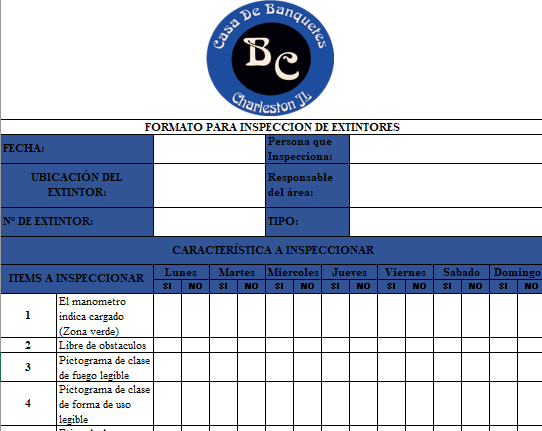 Casa De Banquetes
BC
Charleston JL
FORMATO PARA INSPECCION DE EXTINTORES
FECHA:
Persona que
Inspecciona:
UBICACIÓN DEL
EXTINTOR:
Responsable
del área:
N° DE EXTINTOR:
TIPO:
CARACTERÍSTICA A INSPECCIONAR
ITEMS A INSPECCIONAR
Lunes Martes Miercoles Jueves Viernes Sabado Domingo
SI NO SI NO SI NO SI NO SI NO SI NO SI NO
1 El manometro
indica cargado
(Zona verde)
2 Libre de obstaculos
3 Pictograma de clase
de fuego legible
4 Pictograma de clase
de forma de uso
legible